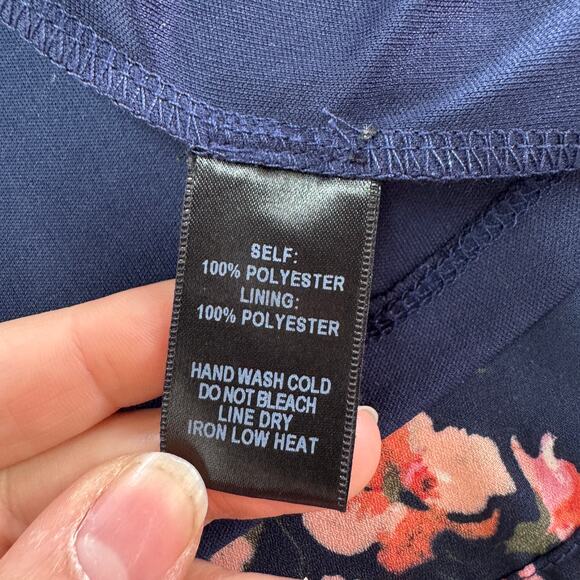 SELF:
100% POLYESTER
LINING:
100% POLYESTER
HAND WASH COLD
DO NOT BLEACH
LINE DRY
IRON LOW HEAT